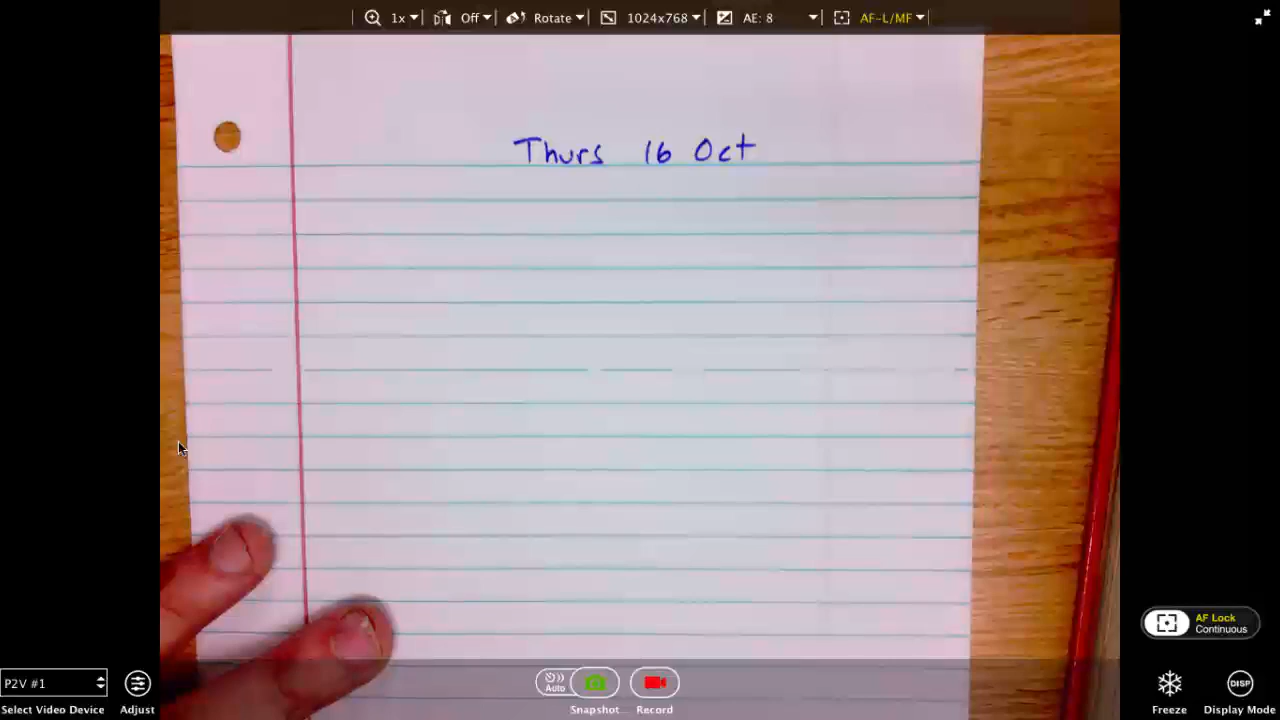 1x Off Rotate 1024x768 AE: 8 AF-L/MF
Thurs 16 Oct
AF Lock
Continuous
P2V #1
Select Video Device
Adjust
Auto
Snapshot...
Record
Freeze
DISP
Display Mode